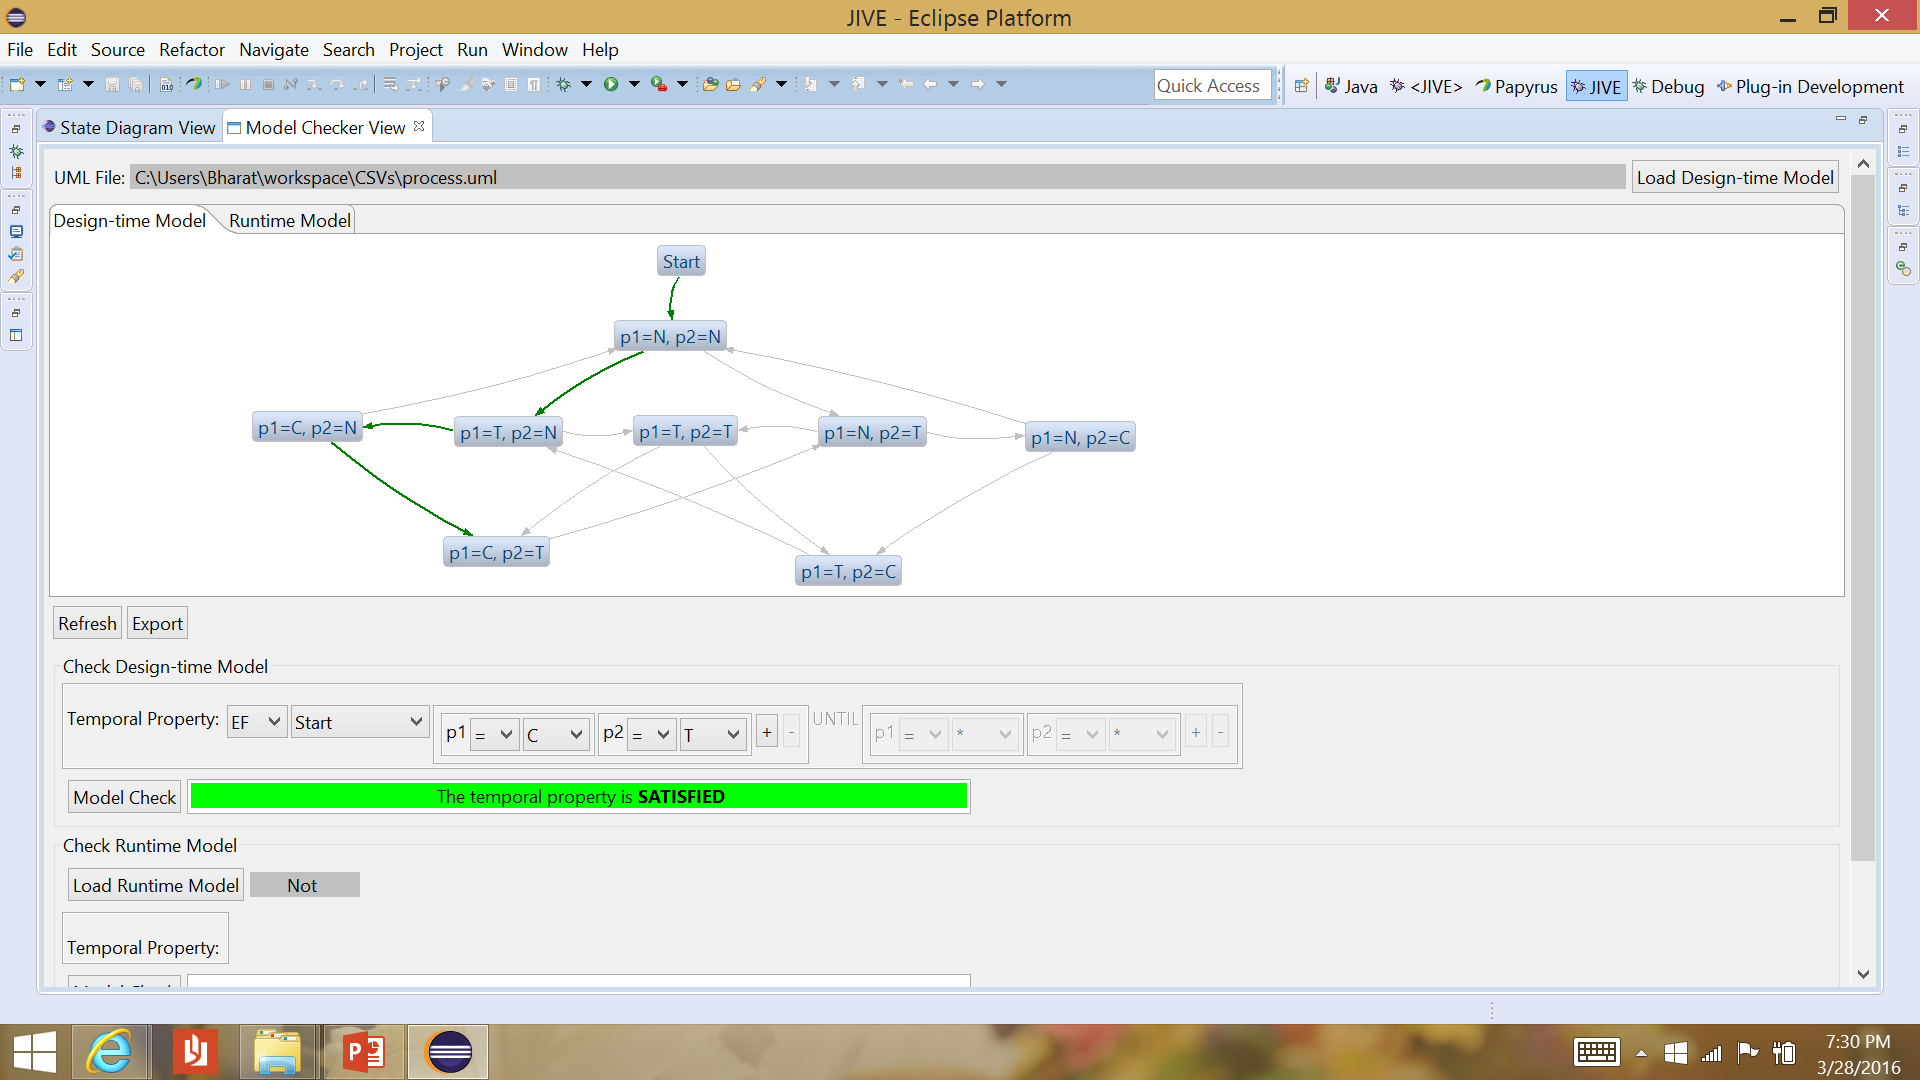 JIVE - Eclipse Platform
File Edit Source Refactor Navigate Search Project Run Window Help
Quick Access Java <JIVE> Papyrus JIVE Debug Plug-in Development
State Diagram View Model Checker View
UML File: C:\Users\Bharat\workspace\CSVs\process.uml Load Design-time Model
Design-time Model Runtime Model
Start
p1=N, p2=N
p1=C, p2=N p1=T, p2=N p1=T, p2=T p1=N, p2=T p1=N, p2=C
p1=C, p2=T
p1=T, p2=C
Refresh Export
Check Design-time Model
Temporal Property: EF Start p1 = C p2 = T + - UNTIL p1 = * p2 = * + -
Model Check The temporal property is SATISFIED
Check Runtime Model
Load Runtime Model Not
Temporal Property:
7:30 PM
3/28/2016